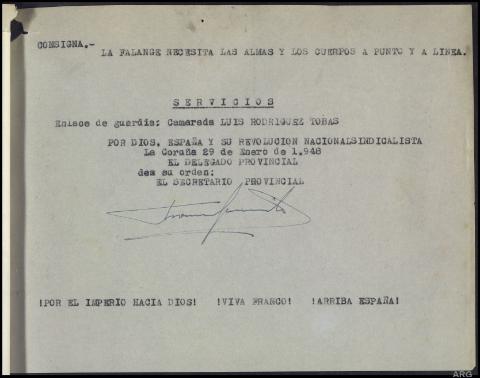 CONSIGNA.-
LA FALANGE NECESITA LAS ALMAS Y LOS CUERPOS A PUNTO Y A LINEA.
SERVICIOS
Enlace de guardia: Camarada LUIS RODRIGUEZ TOBAS
POR DIOS, ESPAÑA Y SU REVOLUCION NACIONALSINDICALISTA
La Coruña 29 de Enero de 1.948
EL DELEGADO PROVINCIAL
des su orden:
EL SECRETARIO PROVINCIAL
!POR EL IMPERIO HACIA DIOS! !VIVA FRANCO! !ARRIBA ESPAÑA!
ARG